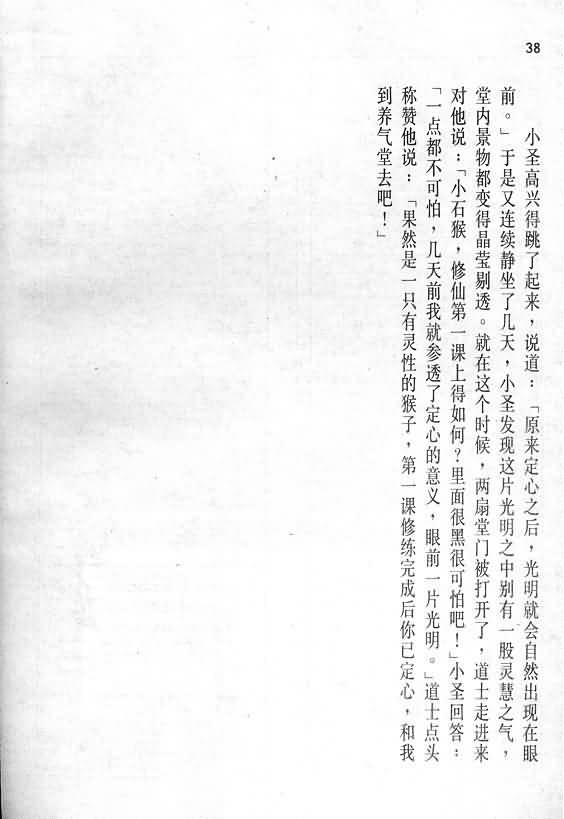 38
小圣高兴得跳了起来，说道：「原来定心之后，光明就会自然出现在眼
前。」于是又连续静坐了几天，小圣发现这片光明之中别有一股灵慧之气，
堂内景物都变得晶莹剔透。就在这个时候，两扇堂门被打开了，道士走进来
对他说：「小石猴，修仙第一课上得如何？里面很黑很可怕吧！」小圣回答：
「一点都不可怕，几天前我就参透了定心的意义，眼前一片光明。」道士点头
称赞他说：「果然是一只有灵性的猴子，第一课修练完成后你已定心，和我
到养气堂去吧！」